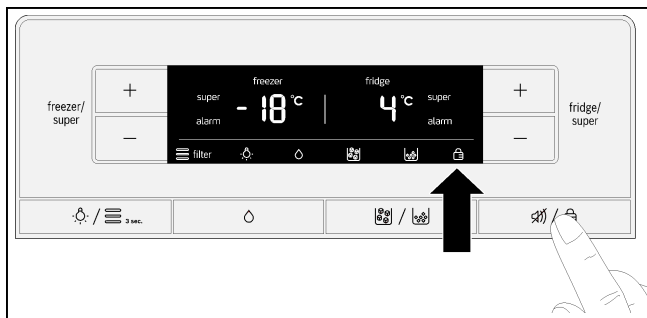 freezer/
super
+
−
freezer
super
alarm
-18°C
fridge
4°C
super
alarm
filter
+
−
fridge/
super
/ 3 sec.
/
/